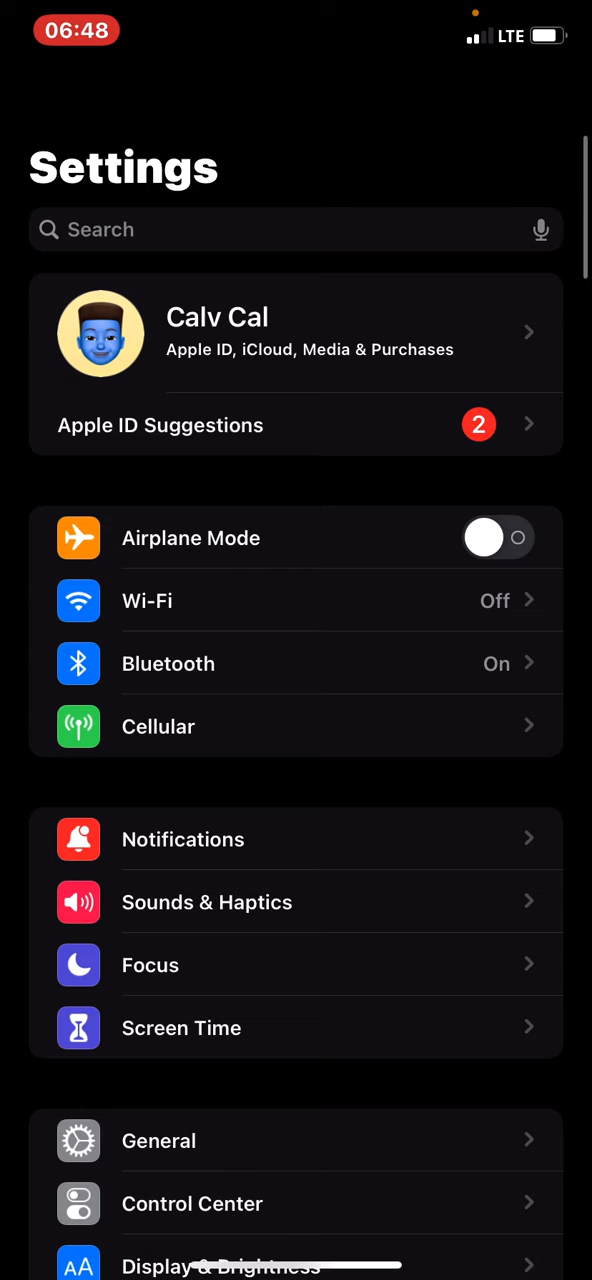 06:48
LTE
Settings
Search
Calv Cal
Apple ID, iCloud, Media & Purchases
Apple ID Suggestions
2
Airplane Mode
Wi-Fi
Off
Bluetooth
On
Cellular
Notifications
Sounds & Haptics
Focus
Screen Time
General
Control Center
AA
Display & Brightness